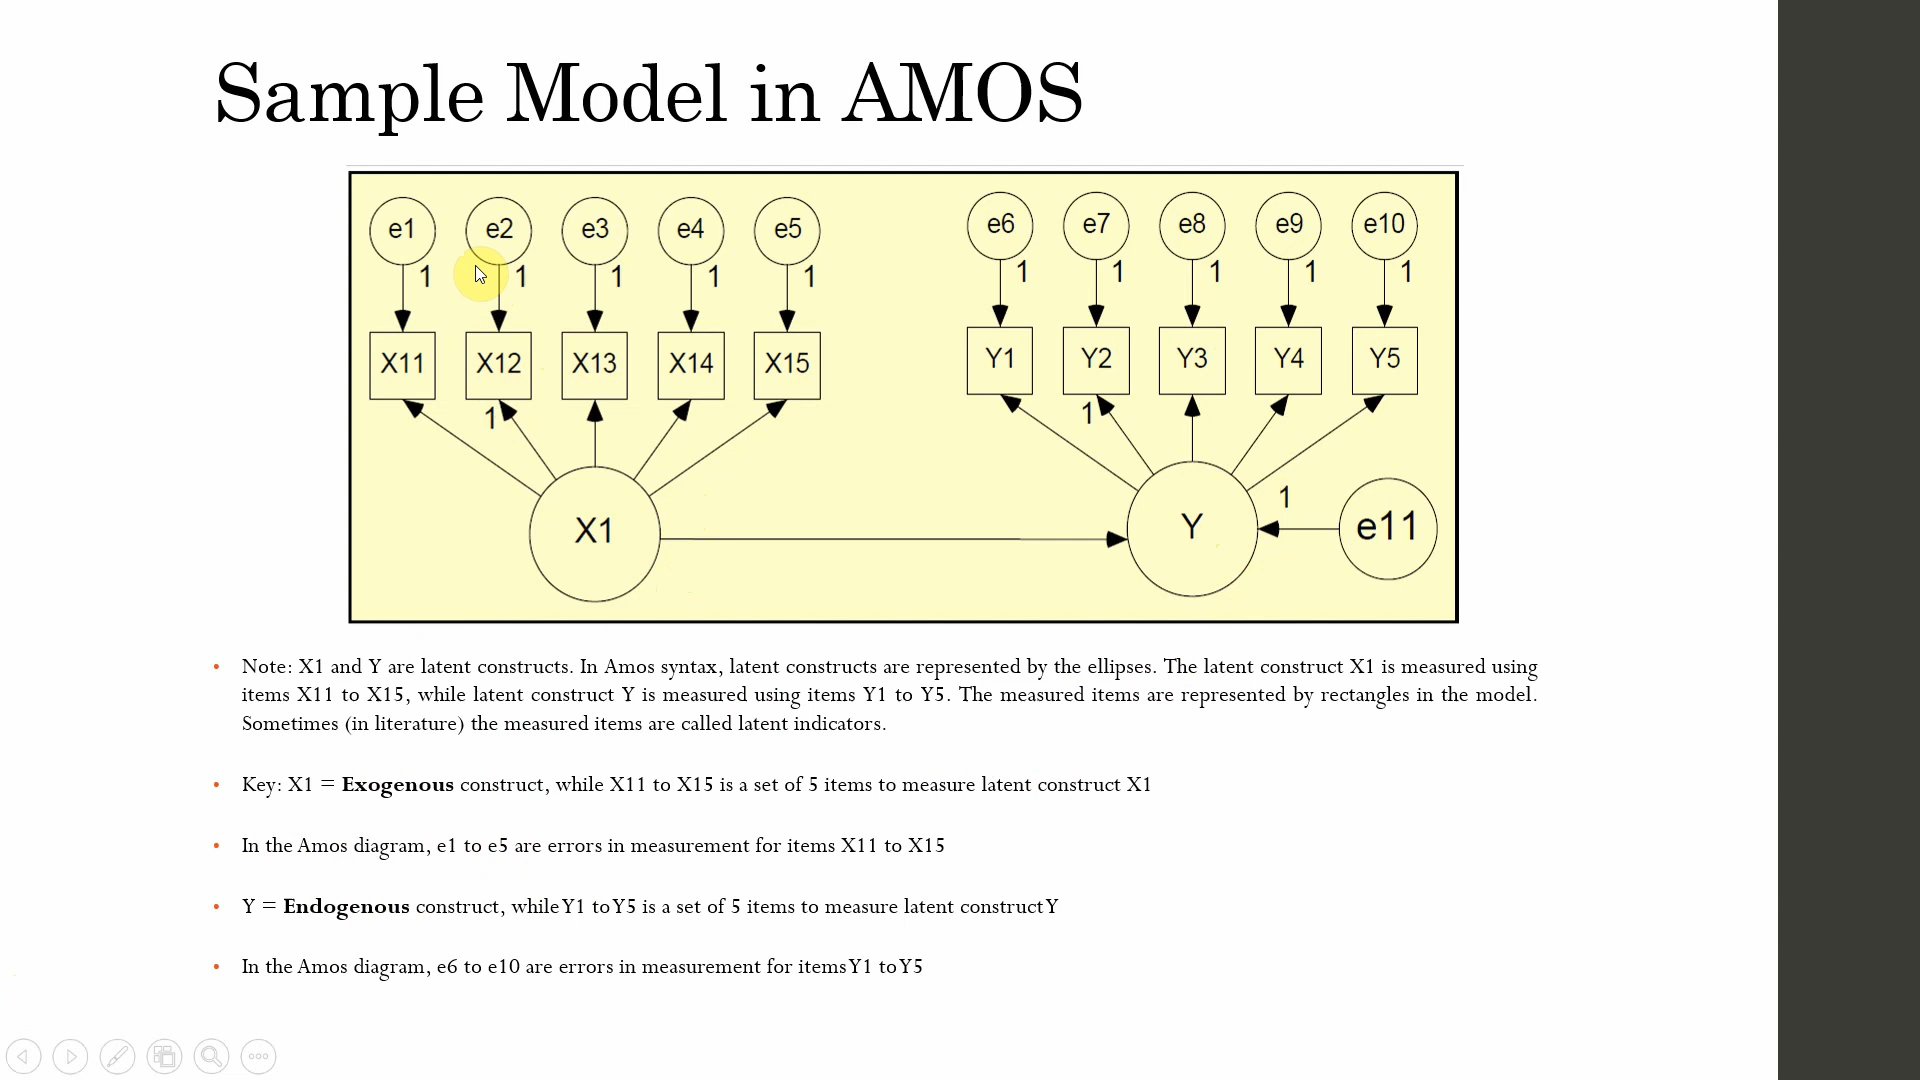 Sample Model in AMOS
e1 e2 e3 e4 e5 e6 e7 e8 e9 e10
1 1 1 1 1 1 1 1 1 1
X11 X12 X13 X14 X15 Y1 Y2 Y3 Y4 Y5
1 1
1
X1 Y e11
• Note: X1 and Y are latent constructs. In Amos syntax, latent constructs are represented by the ellipses. The latent construct X1 is measured using
items X11 to X15, while latent construct Y is measured using items Y1 to Y5. The measured items are represented by rectangles in the model.
Sometimes (in literature) the measured items are called latent indicators.
• Key: X1 = Exogenous construct, while X11 to X15 is a set of 5 items to measure latent construct X1
• In the Amos diagram, e1 to e5 are errors in measurement for items X11 to X15
• Y = Endogenous construct, while Y1 to Y5 is a set of 5 items to measure latent construct Y
• In the Amos diagram, e6 to e10 are errors in measurement for items Y1 to Y5